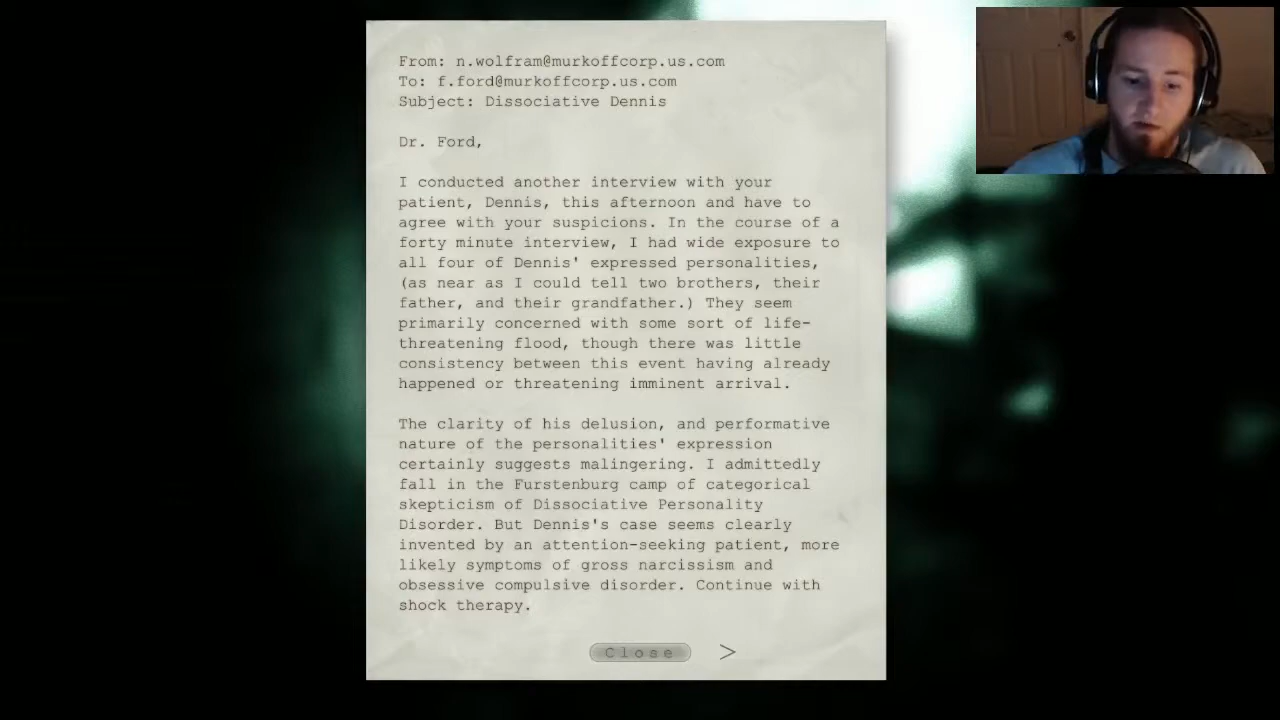 From: n.wolfram@murkoffcorp.us.com
To: f.ford@murkoffcorp.us.com
Subject: Dissociative Dennis
Dr. Ford,
I conducted another interview with your
patient, Dennis, this afternoon and have to
agree with your suspicions. In the course of a
forty minute interview, I had wide exposure to
all four of Dennis' expressed personalities,
(as near as I could tell two brothers, their
father, and their grandfather.) They seem
primarily concerned with some sort of life-
threatening flood, though there was little
consistency between this event having already
happened or threatening imminent arrival.
The clarity of his delusion, and performative
nature of the personalities' expression
certainly suggests malingering. I admittedly
fall in the Furstenburg camp of categorical
skepticism of Dissociative Personality
Disorder. But Dennis's case seems clearly
invented by an attention-seeking patient, more
likely symptoms of gross narcissism and
obsessive compulsive disorder. Continue with
shock therapy.
Close >